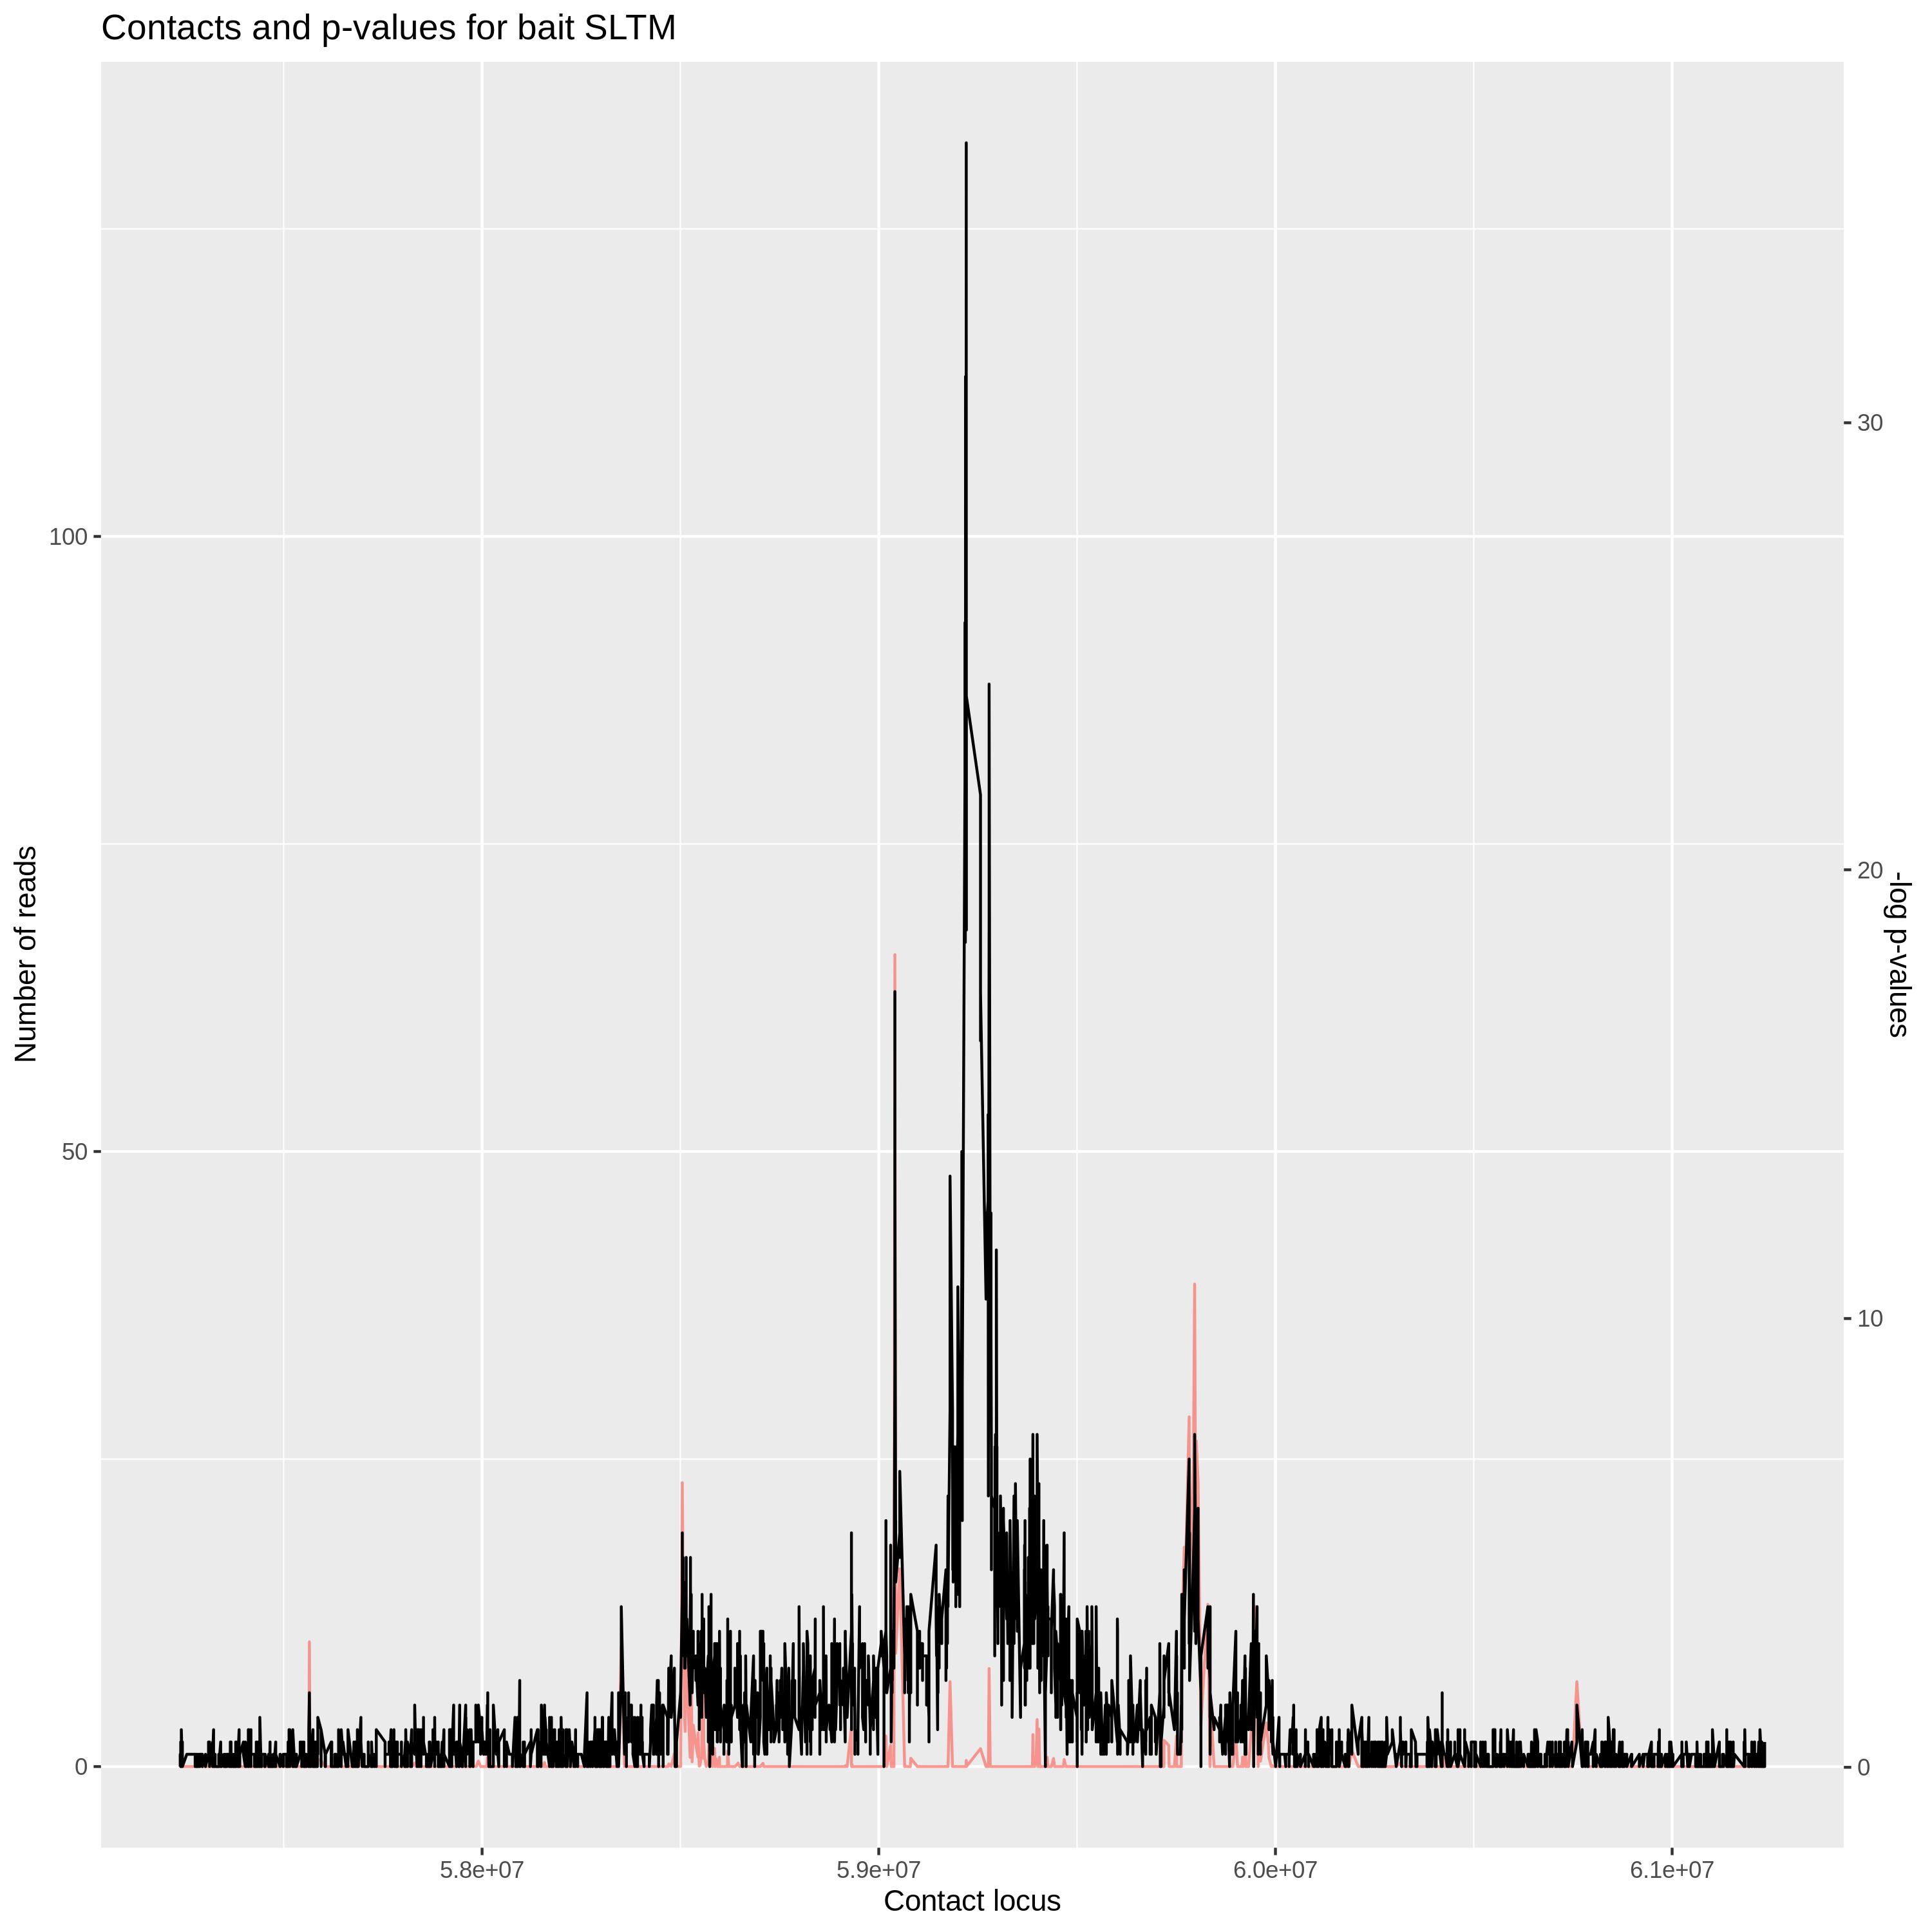 Contacts and p-values for bait SLTM
100
50
0
Number of reads
30
20
10
0
-log p-values
5.8e+07
5.9e+07
6.0e+07
6.1e+07
Contact locus